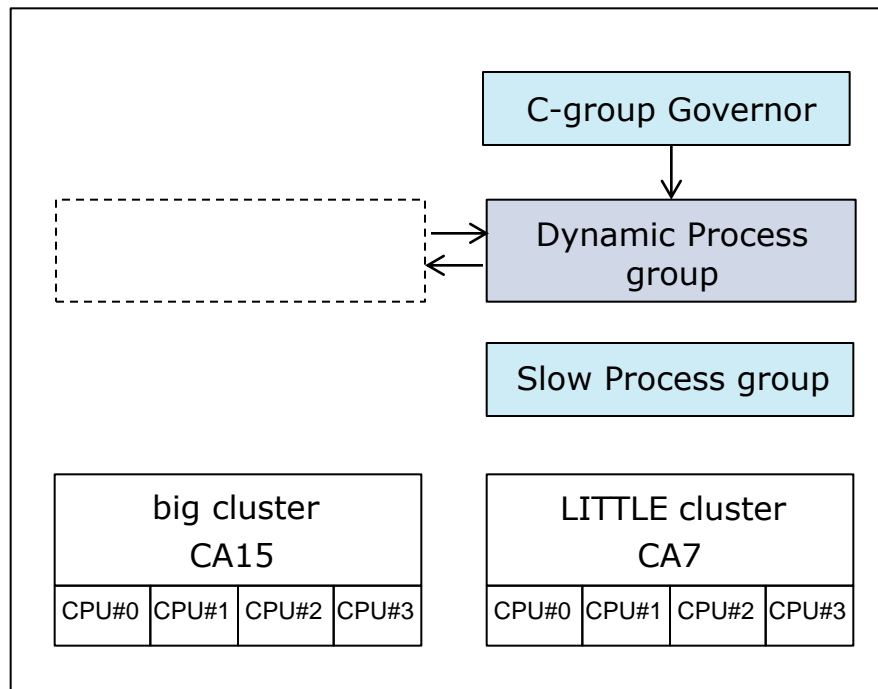 C-group Governor
Dynamic Process
group
Slow Process group
big cluster
CA15
CPU#0 CPU#1 CPU#2 CPU#3
LITTLE cluster
CA7
CPU#0 CPU#1 CPU#2 CPU#3